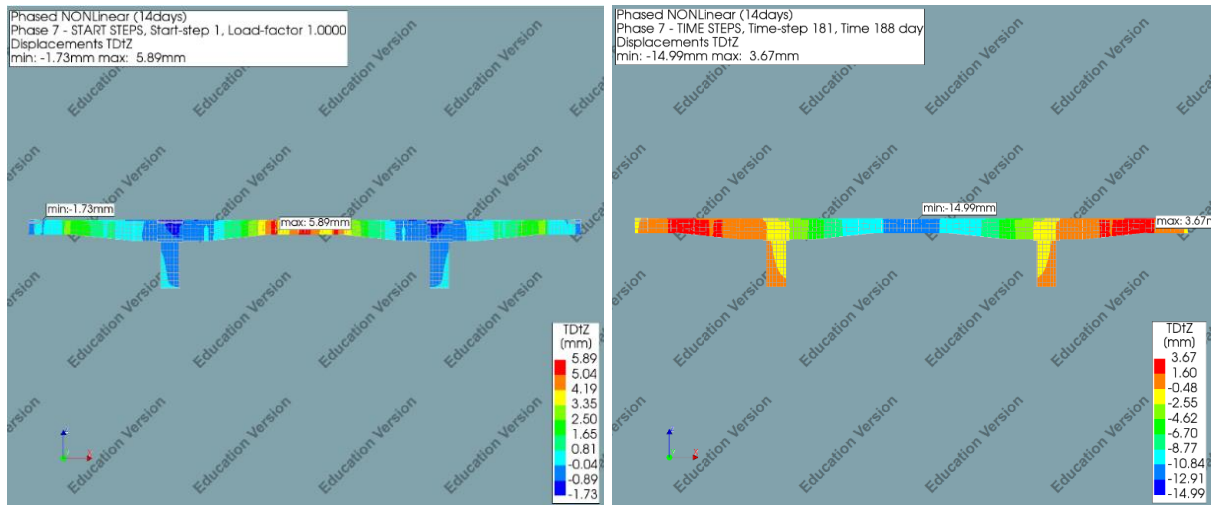 Phased NONLinear (14days)
Phase 7 - START STEPS, Start-step 1, Load-factor 1.0000
Displacements TDtZ
min: -1.73mm max: 5.89mm
Education Version
min:-1.73mm
max: 5.89mm
TDtZ
(mm)
5.89
5.04
4.19
3.35
2.50
1.65
0.81
-0.04
-0.89
-1.73
X
Phased NONLinear (14days)
Phase 7 - TIME STEPS, Time-step 181, Time 188 day
Displacements TDtZ
min: -14.99mm max: 3.67mm
Education Version
min:-14.99mm
max: 3.67m
TDtZ
(mm)
3.67
1.60
-0.48
-2.55
-4.62
-6.70
-8.77
-10.84
-12.91
-14.99
X